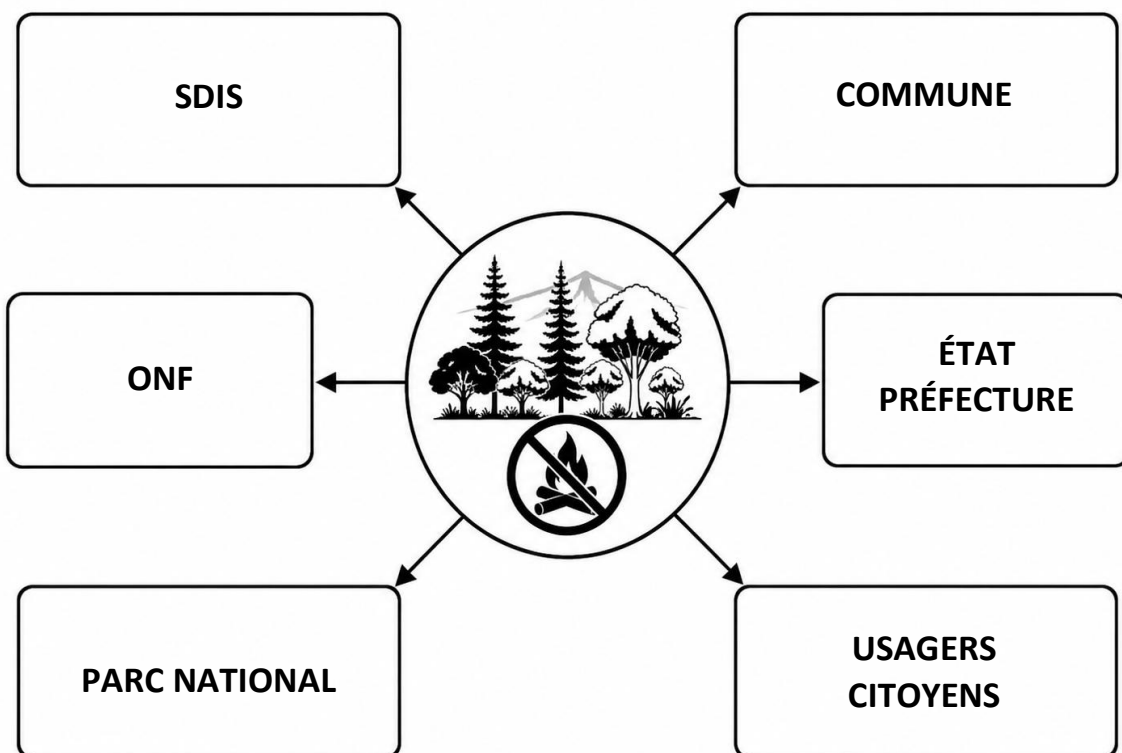 SDIS
COMMUNE
ONF
ÉTAT
PRÉFECTURE
PARC NATIONAL
USAGERS
CITOYENS